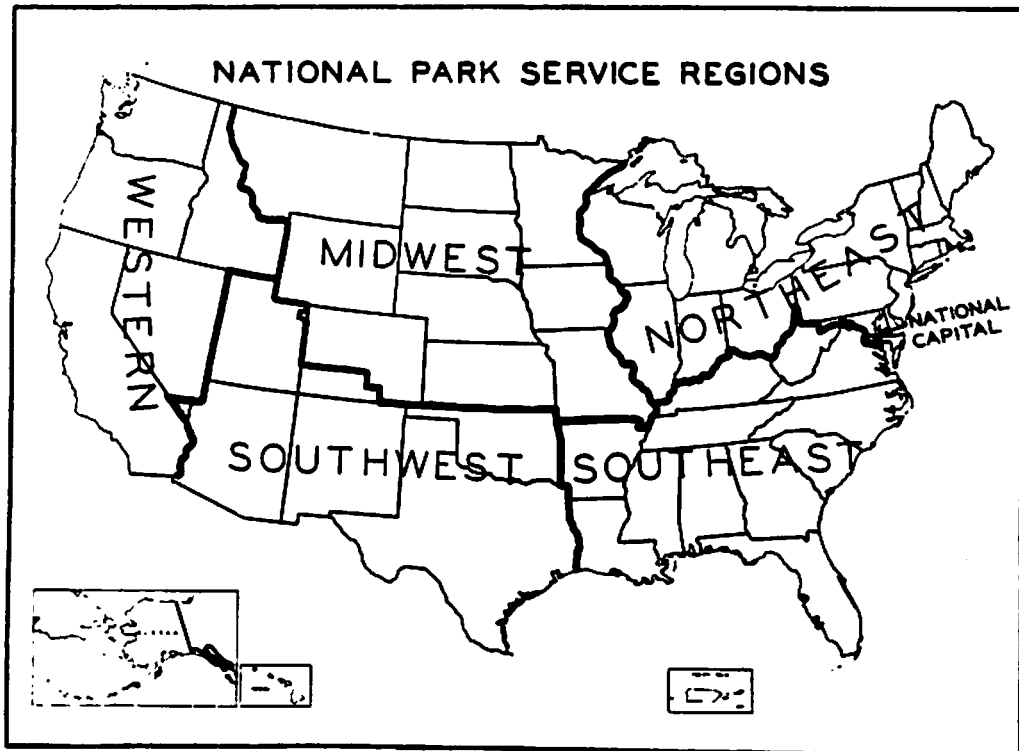 NATIONAL PARK SERVICE REGIONS
WESTERN
MIDWEST
NORTHEAST
NATIONAL
CAPITAL
SOUTHWEST
SOUTHEAST